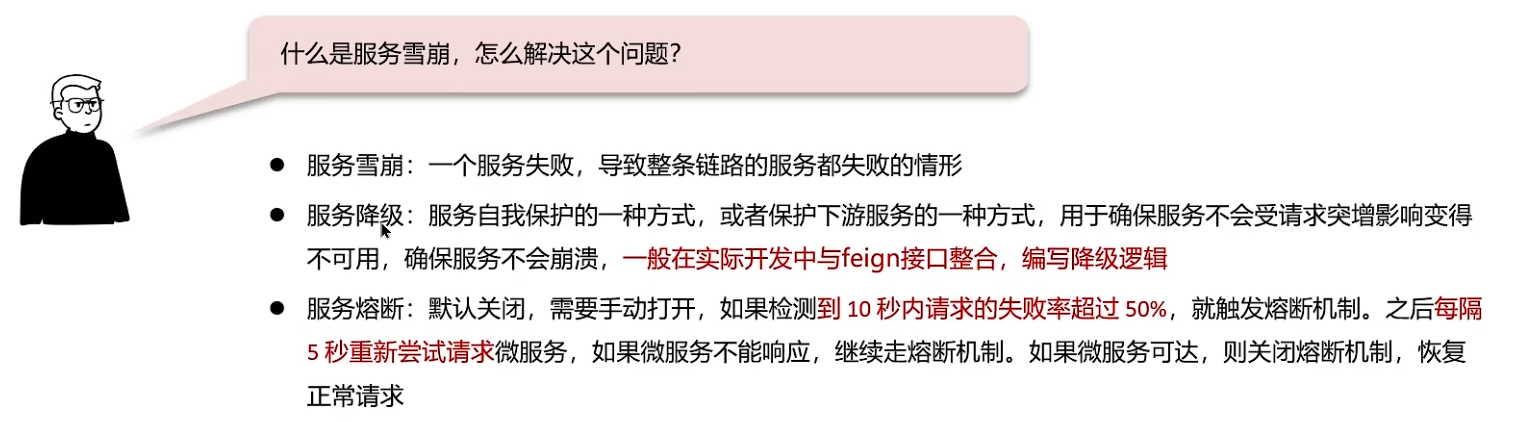 什么是服务雪崩，怎么解决这个问题？
● 服务雪崩：一个服务失败，导致整条链路的服务都失败的情形
● 服务降级：服务自我保护的一种方式，或者保护下游服务的一种方式，用于确保服务不会受请求突增影响变得
不可用，确保服务不会崩溃，一般在实际开发中与feign接口整合，编写降级逻辑
● 服务熔断：默认关闭，需要手动打开，如果检测到 10 秒内请求的失败率超过 50%，就触发熔断机制。之后每隔
5 秒重新尝试请求微服务，如果微服务不能响应，继续走熔断机制。如果微服务可达，则关闭熔断机制，恢复
正常请求